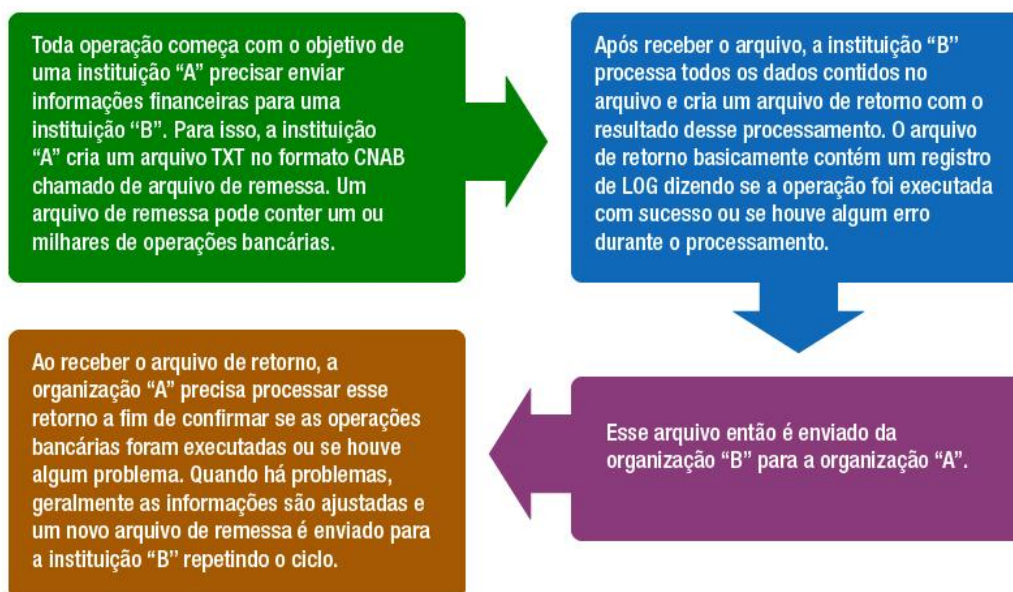 Toda operação começa com o objetivo de
uma instituição “A” precisar enviar
informações financeiras para uma
instituição “B”. Para isso, a instituição
“A” cria um arquivo TXT no formato CNAB
chamado de arquivo de remessa. Um
arquivo de remessa pode conter um ou
milhares de operações bancárias.
Após receber o arquivo, a instituição “B”
processa todos os dados contidos no
arquivo e cria um arquivo de retorno com o
resultado desse processamento. O arquivo
de retorno basicamente contém um registro
de LOG dizendo se a operação foi executada
com sucesso ou se houve algum erro
durante o processamento.
Esse arquivo então é enviado da
organização “B” para a organização “A”.
Ao receber o arquivo de retorno, a
organização “A” precisa processar esse
retorno a fim de confirmar se as operações
bancárias foram executadas ou se houve
algum problema. Quando há problemas,
geralmente as informações são ajustadas e
um novo arquivo de remessa é enviado para
a instituição “B” repetindo o ciclo.